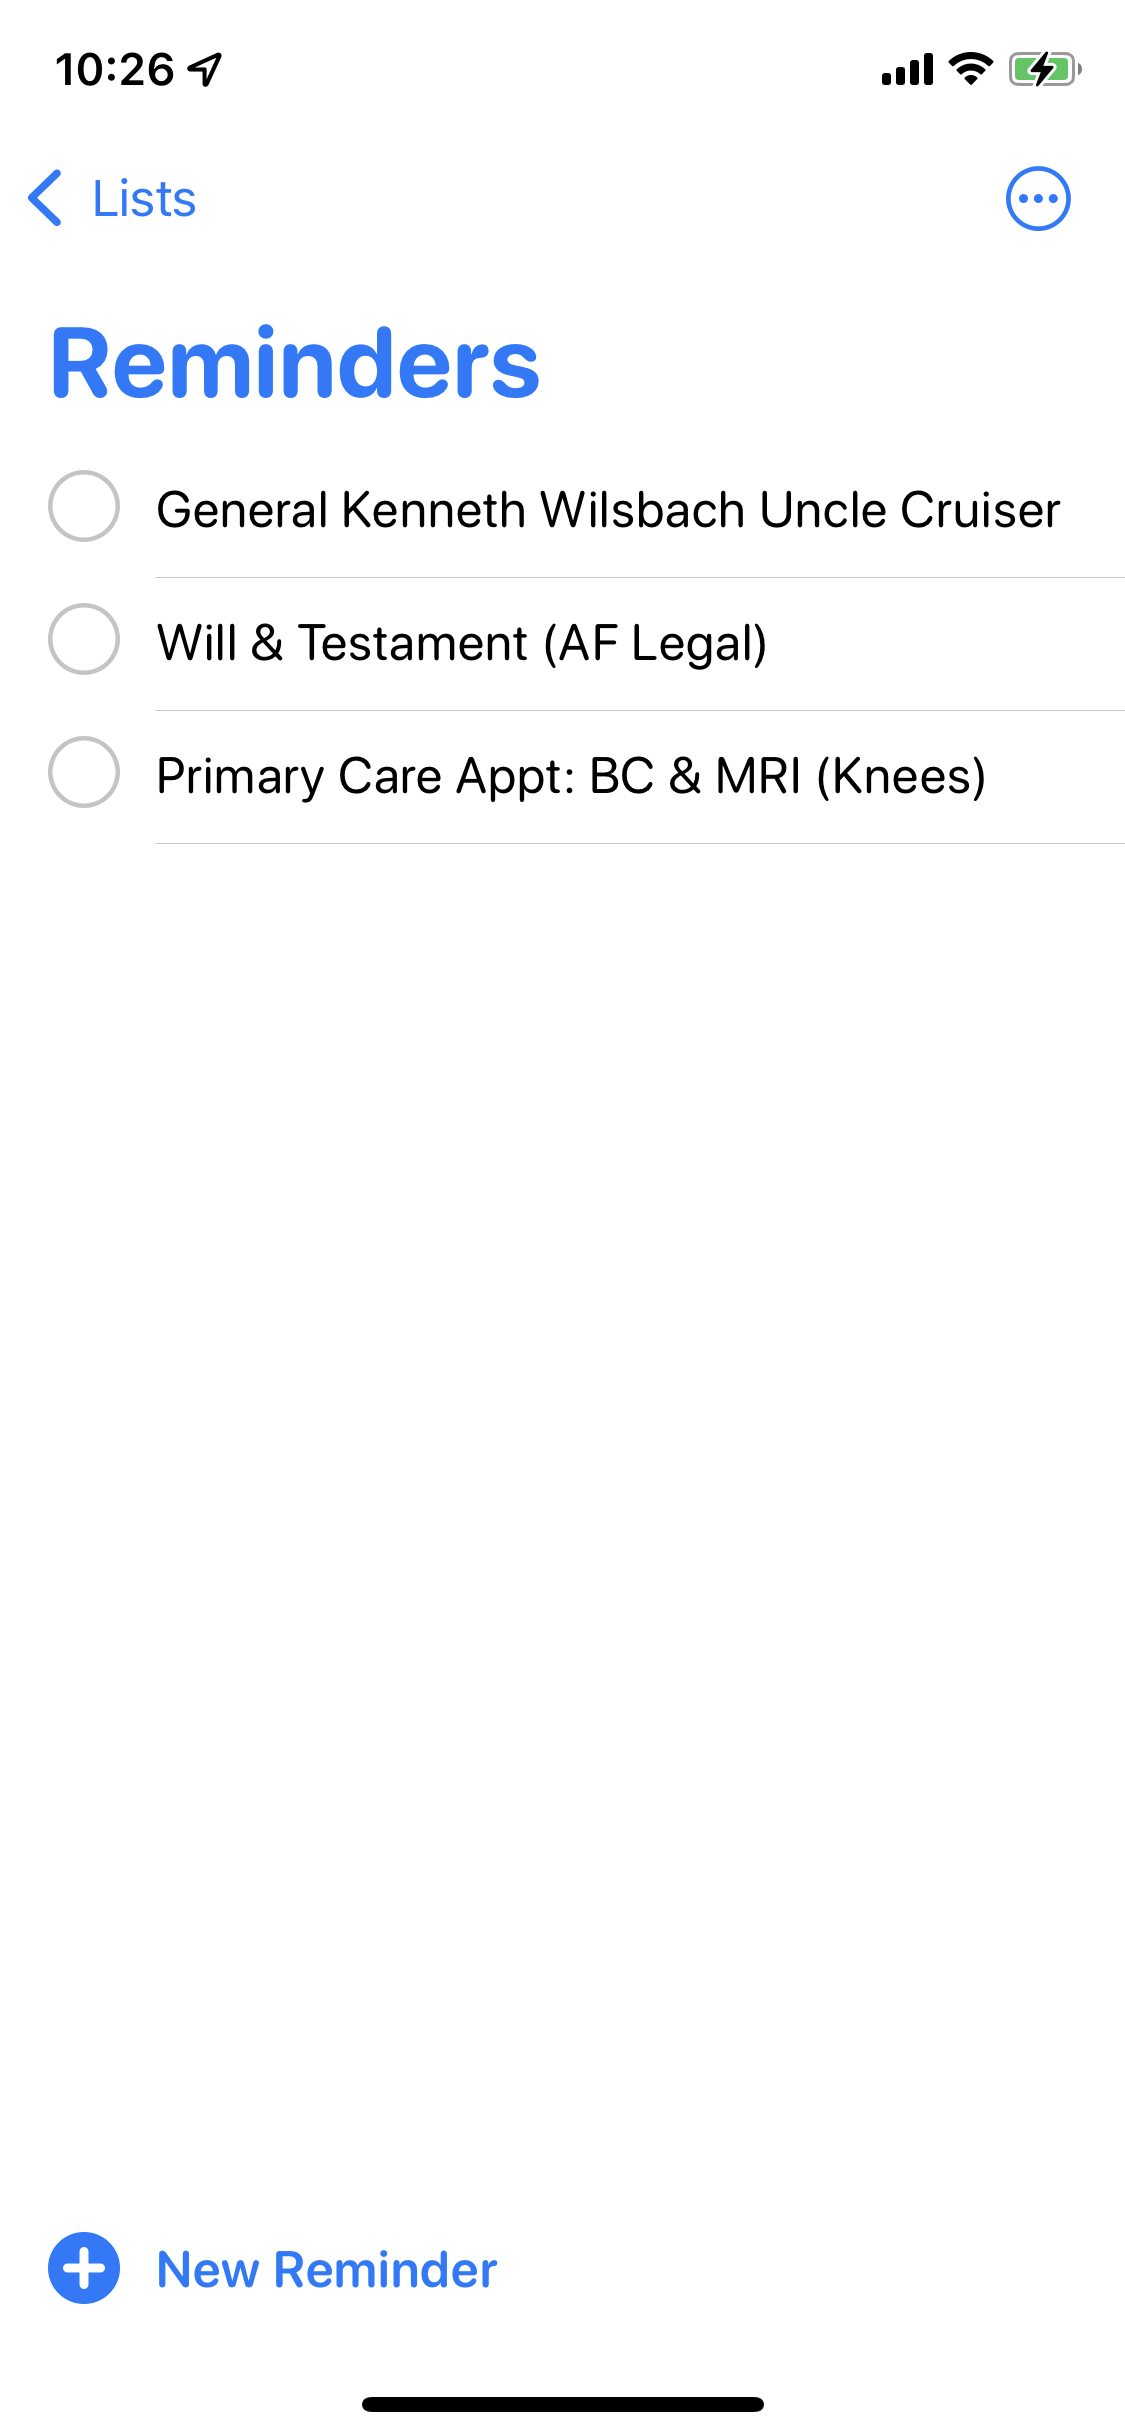 10:26
Lists
Reminders
General Kenneth Wilsbach Uncle Cruiser
Will & Testament (AF Legal)
Primary Care Appt: BC & MRI (Knees)
New Reminder